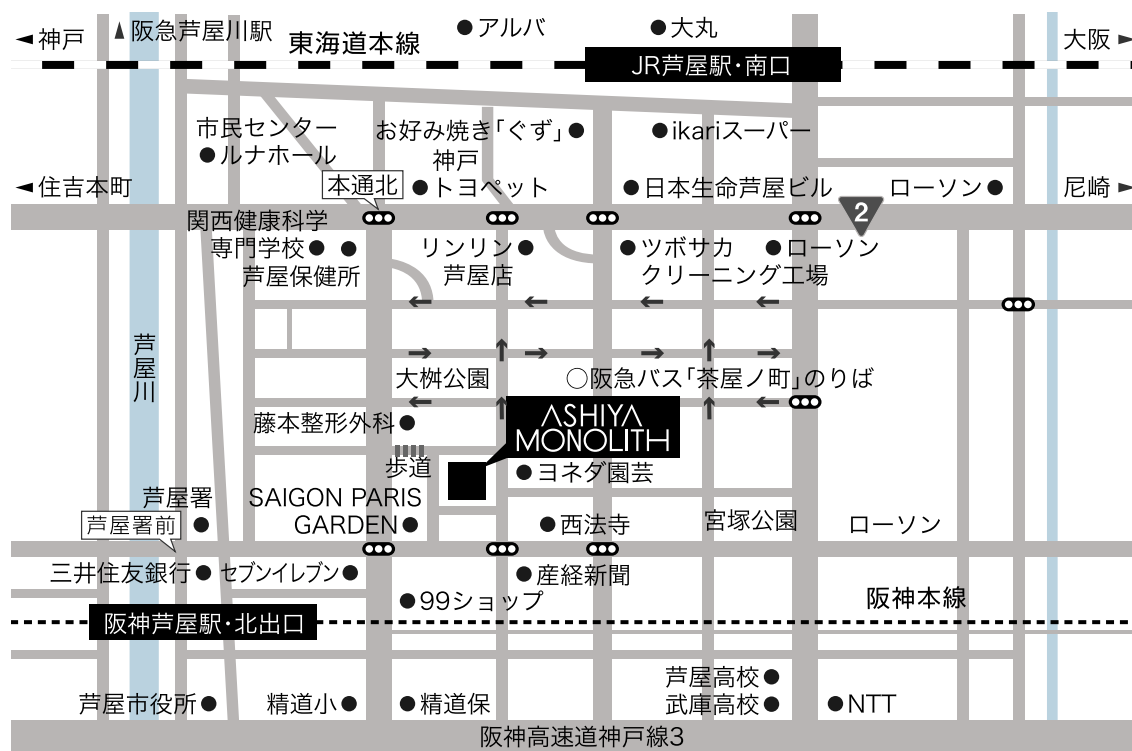 ◄神戸
▲阪急芦屋川駅
東海道本線
アルバ
大丸
大阪►
JR芦屋駅・南口
市民センター
ルナホール
お好み焼き「ぐず」
ikariスーパー
神戸
トヨペット
◄住吉本町
本通北
日本生命芦屋ビル
ローソン
尼崎►
2
関西健康科学
専門学校
芦屋保健所
リンリン
芦屋店
ツボサカ
クリーニング工場
ローソン
芦屋川
大桝公園
○阪急バス「茶屋ノ町」のりば
藤本整形外科
ASHIYA
MONOLITH
歩道
ヨネダ園芸
芦屋署
SAIGON PARIS
GARDEN
西法寺
宮塚公園
ローソン
芦屋署前
三井住友銀行
セブンイレブン
産経新聞
99ショップ
阪神本線
阪神芦屋駅・北出口
芦屋高校
武庫高校
芦屋市役所
精道小
精道保
NTT
阪神高速道神戸線3